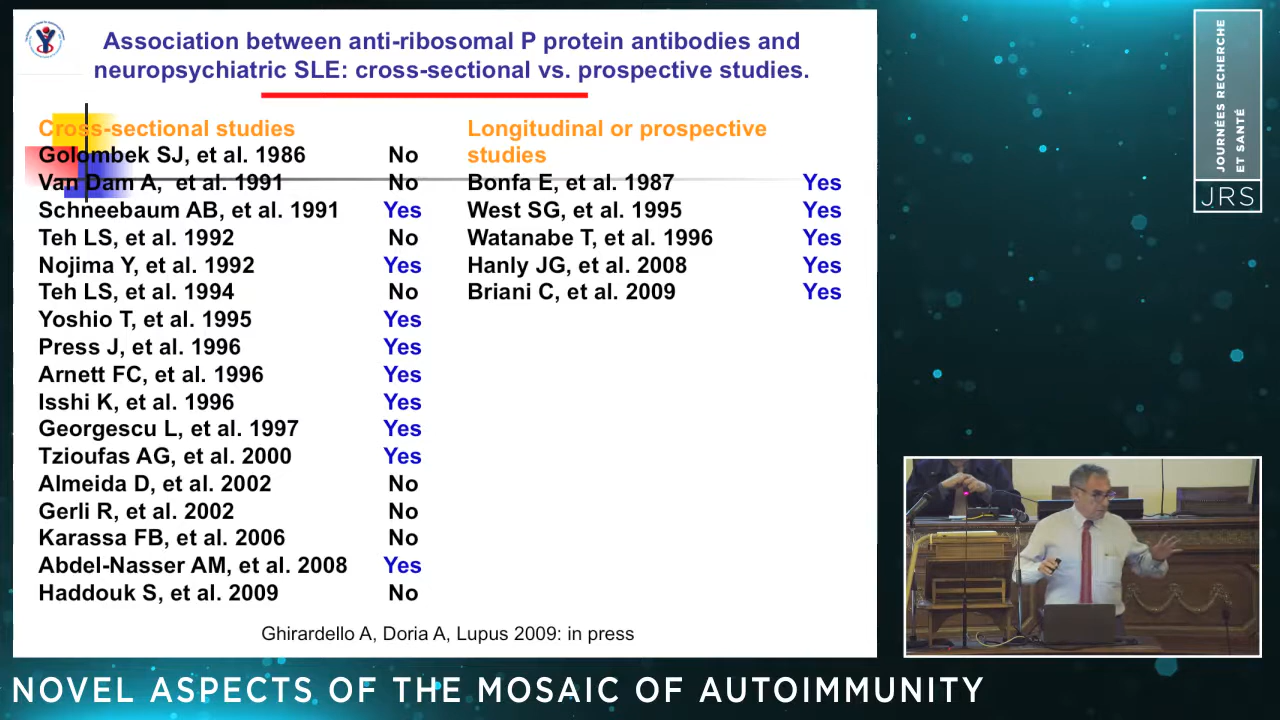 Association between anti-ribosomal P protein antibodies and
neuropsychiatric SLE: cross-sectional vs. prospective studies.
Cross-sectional studies
Golombek SJ, et al. 1986 No
Van Dam A, et al. 1991 No
Schneebaum AB, et al. 1991 Yes
Teh LS, et al. 1992 No
Nojima Y, et al. 1992 Yes
Teh LS, et al. 1994 No
Yoshio T, et al. 1995 Yes
Press J, et al. 1996 Yes
Arnett FC, et al. 1996 Yes
Isshi K, et al. 1996 Yes
Georgescu L, et al. 1997 Yes
Tzioufas AG, et al. 2000 Yes
Almeida D, et al. 2002 No
Gerli R, et al. 2002 No
Karassa FB, et al. 2006 No
Abdel-Nasser AM, et al. 2008 Yes
Haddouk S, et al. 2009 No
Longitudinal or prospective
studies
Bonfa E, et al. 1987 Yes
West SG, et al. 1995 Yes
Watanabe T, et al. 1996 Yes
Hanly JG, et al. 2008 Yes
Briani C, et al. 2009 Yes
Ghirardello A, Doria A, Lupus 2009: in press
JOURNÉES RECHERCHE
ET SANTÉ
JRS
NOVEL ASPECTS OF THE MOSAIC OF AUTOIMMUNITY